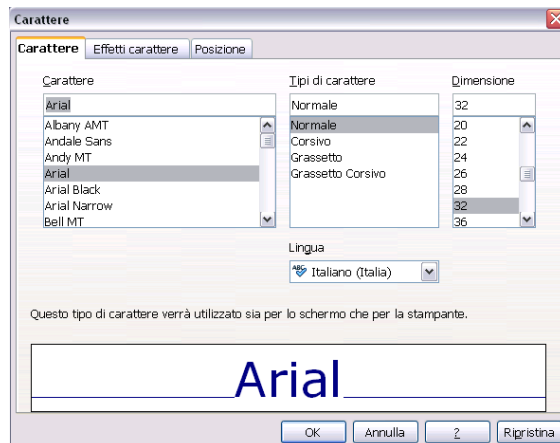 Carattere
Carattere Effetti carattere Posizione
Carattere Tipi di carattere Dimensione
Arial Normale 32
Albany AMT Normale 20
Andale Sans Corsivo 22
Andy MT Grassetto 24
Arial Grassetto Corsivo 26
Arial Black 28
Arial Narrow 32
Bell MT 36
Lingua
ABC Italiano (Italia)
Questo tipo di carattere verrà utilizzato sia per lo schermo che per la stampante.
Arial
OK Annulla ? Ripristina